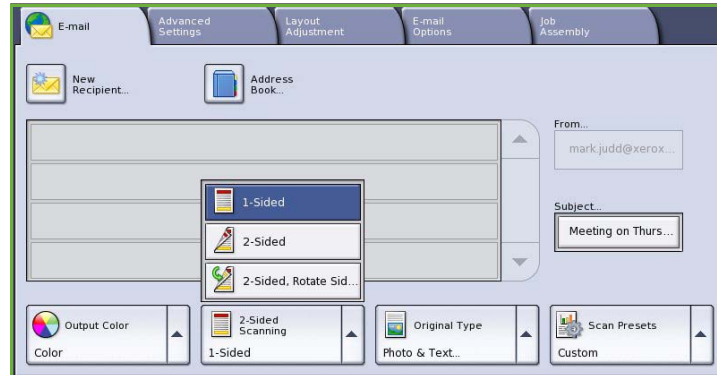 E-mail
Advanced
Settings
Layout
Adjustment
E-mail
Options
Job
Assembly
New
Recipient...
Address
Book...
From...
mark.judd@xerox...
1-Sided
2-Sided
2-Sided, Rotate Sid...
Subject...
Meeting on Thurs...
Output Color
Color
2-Sided
Scanning
1-Sided
Original Type
Photo & Text...
Scan Presets
Custom